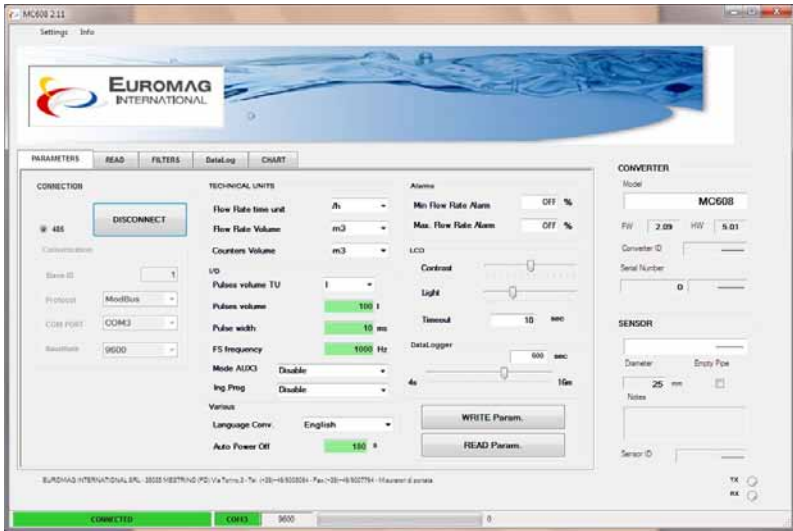 MC608 2.11
Settings Info
EUROMAG
INTERNATIONAL
PARAMETERS READ FILTERS DataLog CHART
CONNECTION
485
DISCONNECT
Slave ID 1
Protocol ModBus
COM PORT COM3
BaudRate 9600
TECHNICAL UNITS
Flow Rate time unit /h
Flow Rate Volume m3
Counters Volume m3
I/O
Pulses volume TU l
Pulses volume 100 l
Pulse width 10 ms
FS frequency 1000 Hz
Mode AUX3 Disable
Ing.Prog Disable
Various
Language Conv. English
Auto Power Off 180 s
Alarms
Min Flow Rate Alarm OFF %
Max. Flow Rate Alarm OFF %
LCD
Contrast
Light
Timeout 10 sec
DataLogger
600 sec
4s 16m
WRITE Param.
READ Param.
CONVERTER
Model
MC608
FW 2.09 HW 5.01
Converter ID
Serial Number
0
SENSOR
Diameter Empty Pipe
25 mm
Notes
Sensor ID
TX
RX
CONNECTED COM3 9600 0